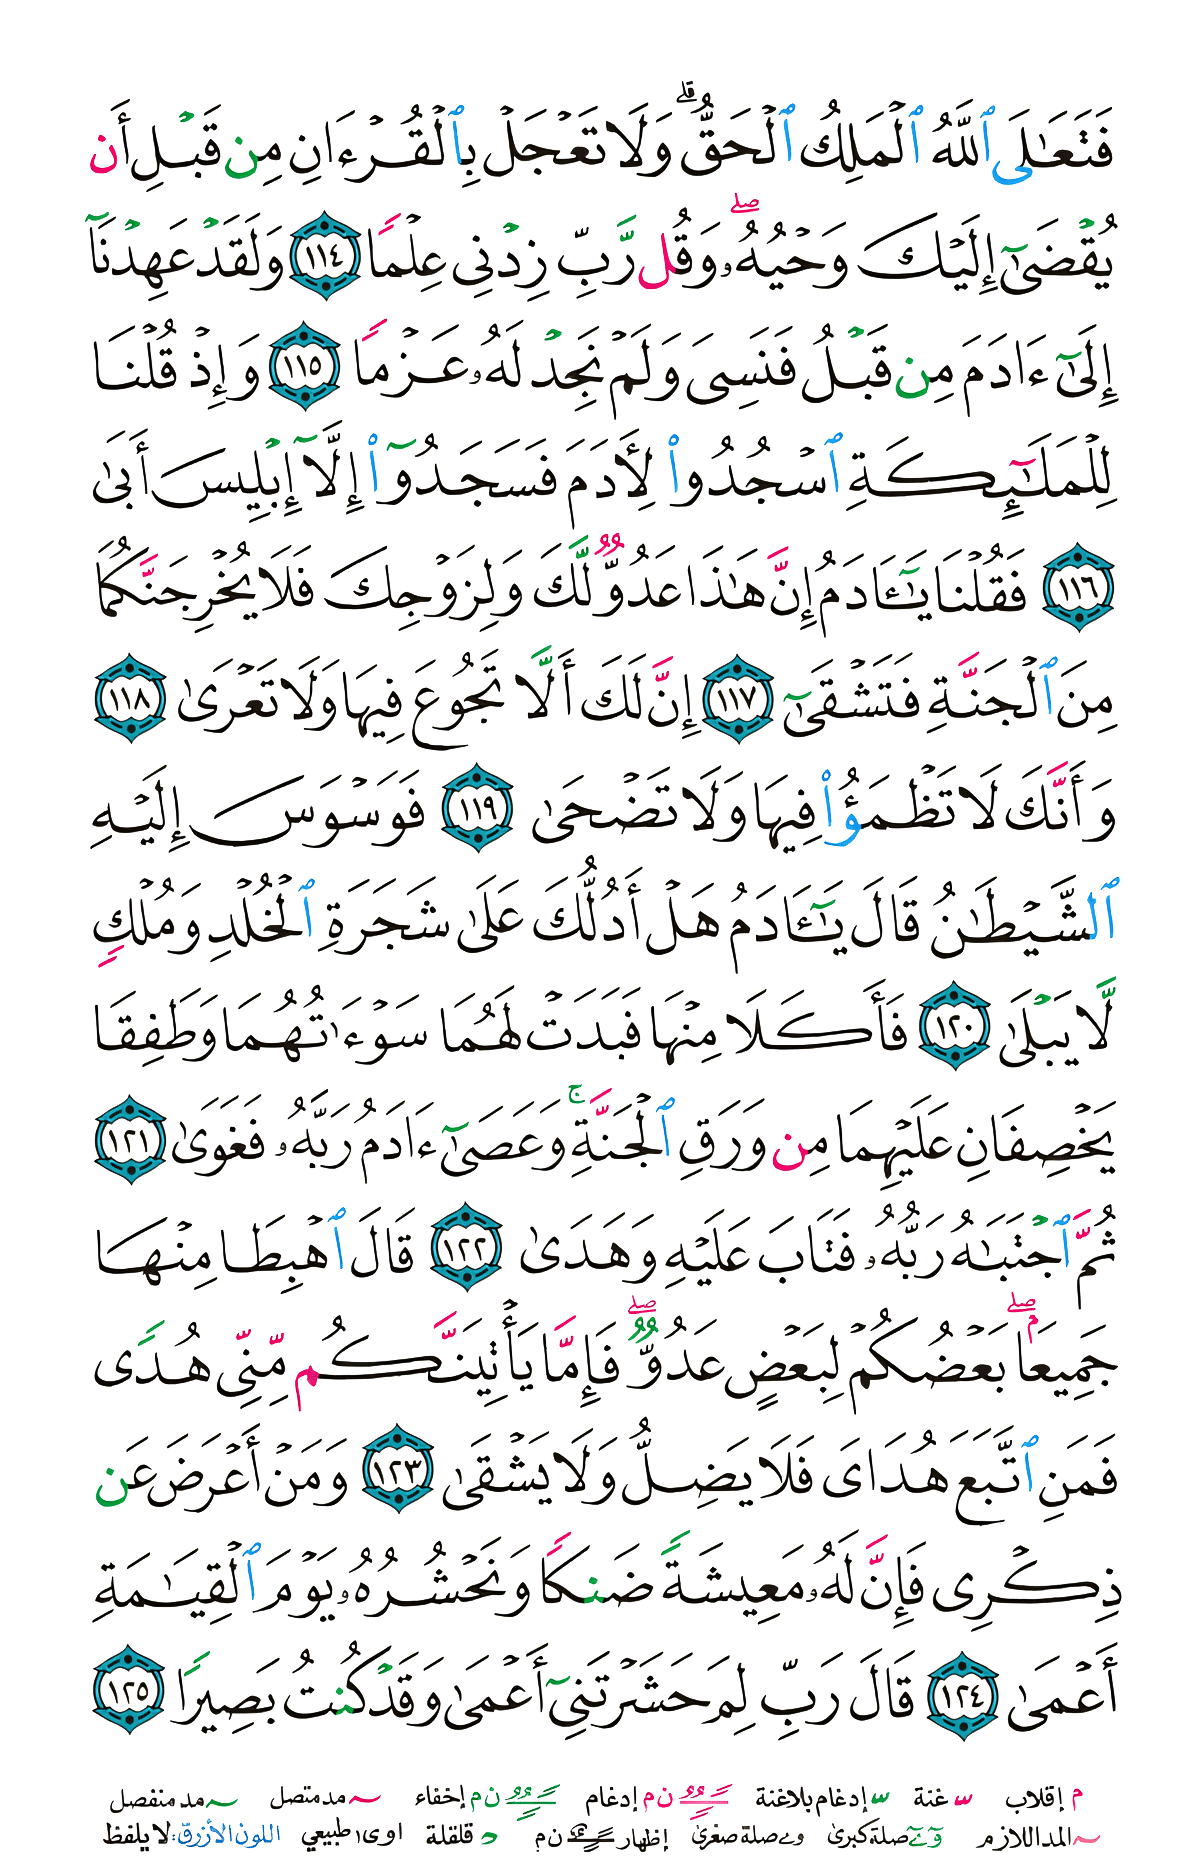 فَتَعَٰلَى ٱللَّهُ ٱلْمَلِكُ ٱلْحَقُّ ۗ وَلَا تَعْجَلْ بِٱلْقُرْءَانِ مِن قَبْلِ أَن
يُقْضَىٰٓ إِلَيْكَ وَحْيُهُۥ ۖ وَقُل رَّبِّ زِدْنِى عِلْمًا ١١٤ وَلَقَدْ عَهِدْنَآ
إِلَىٰٓ ءَادَمَ مِن قَبْلُ فَنَسِىَ وَلَمْ نَجِدْ لَهُۥ عَزْمًا ١١٥ وَإِذْ قُلْنَا
لِلْمَلَٰٓئِكَةِ ٱسْجُدُوا۟ لِأَدَمَ فَسَجَدُوٓا۟ إِلَّآ إِبْلِيسَ أَبَىٰ
١١٦ فَقُلْنَا يَٰٓـَٔادَمُ إِنَّ هَٰذَا عَدُوٌّ لَّكَ وَلِزَوْجِكَ فَلَا يُخْرِجَنَّكُمَا
مِنَ ٱلْجَنَّةِ فَتَشْقَىٰٓ ١١٧ إِنَّ لَكَ أَلَّا تَجُوعَ فِيهَا وَلَا تَعْرَىٰ ١١٨
وَأَنَّكَ لَا تَظْمَؤُا۟ فِيهَا وَلَا تَضْحَىٰ ١١٩ فَوَسْوَسَ إِلَيْهِ
ٱلشَّيْطَٰنُ قَالَ يَٰٓـَٔادَمُ هَلْ أَدُلُّكَ عَلَىٰ شَجَرَةِ ٱلْخُلْدِ وَمُلْكٍ
لَّا يَبْلَىٰ ١٢٠ فَأَكَلَا مِنْهَا فَبَدَتْ لَهُمَا سَوْءَٰتُهُمَا وَطَفِقَا
يَخْصِفَانِ عَلَيْهِمَا مِن وَرَقِ ٱلْجَنَّةِ ۚ وَعَصَىٰٓ ءَادَمُ رَبَّهُۥ فَغَوَىٰ ١٢١
ثُمَّ ٱجْتَبَٰهُ رَبُّهُۥ فَتَابَ عَلَيْهِ وَهَدَىٰ ١٢٢ قَالَ ٱهْبِطَا مِنْهَا
جَمِيعًۢا ۖ بَعْضُكُمْ لِبَعْضٍ عَدُوٌّ ۖ فَإِمَّا يَأْتِيَنَّكُم مِّنِّى هُدًى
فَمَنِ ٱتَّبَعَ هُدَاىَ فَلَا يَضِلُّ وَلَا يَشْقَىٰ ١٢٣ وَمَنْ أَعْرَضَ عَن
ذِكْرِى فَإِنَّ لَهُۥ مَعِيشَةً ضَنكًا وَنَحْشُرُهُۥ يَوْمَ ٱلْقِيَٰمَةِ
أَعْمَىٰ ١٢٤ قَالَ رَبِّ لِمَ حَشَرْتَنِىٓ أَعْمَىٰ وَقَدْ كُنتُ بَصِيرًا ١٢٥
م إقلاب غنة إدغام بلاغنة ن م إدغام ن م إخفاء مد متصل مد منفصل
المد اللازم صلة كبرى وے صلة صغرى إظهار ن م قلقلة اوى طبيعي اللون الأزرق: لا يلفظ